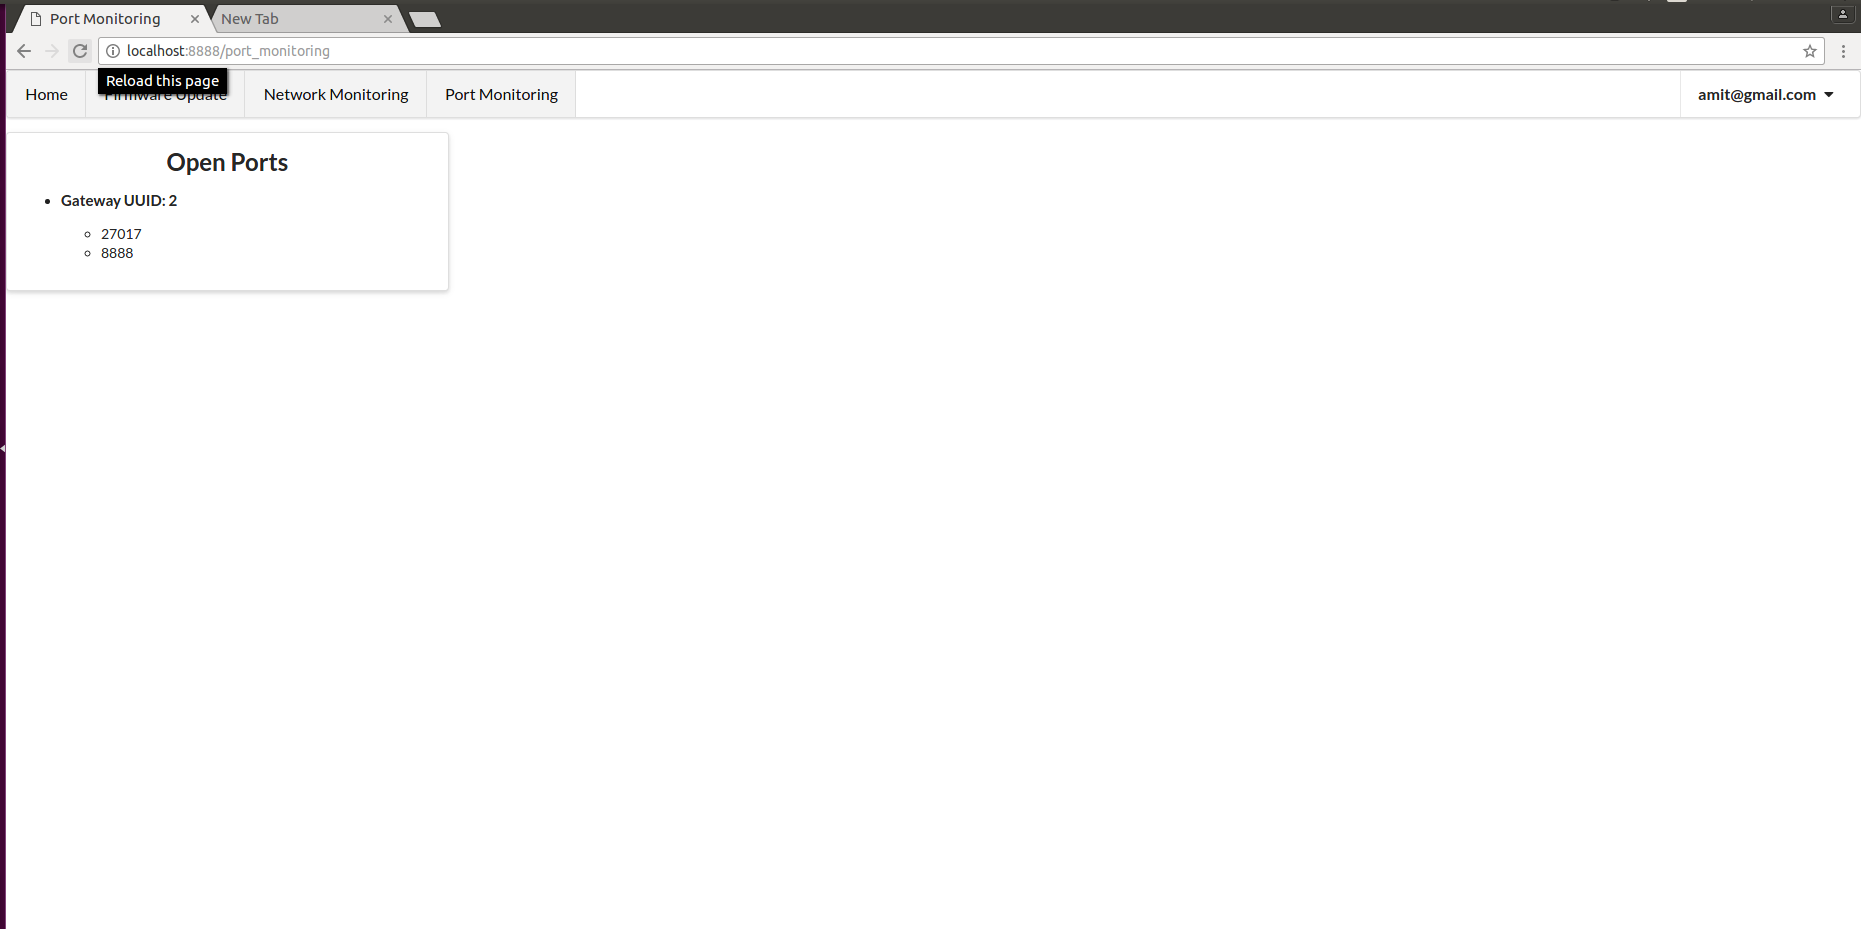 Port Monitoring
New Tab
localhost:8888/port_monitoring
Reload this page
Home Firmware Update Network Monitoring Port Monitoring amit@gmail.com
Open Ports
Gateway UUID: 2
27017
8888